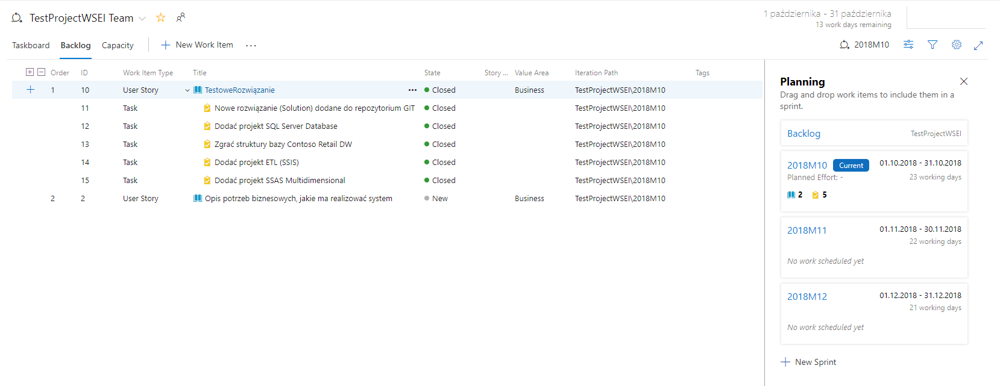 TestProjectWSEI Team
1 października - 31 października
13 work days remaining
Taskboard Backlog Capacity New Work Item ...
2018M10
Order ID Work Item Type Title State Story ... Value Area Iteration Path Tags
1 10 User Story TestoweRozwiązanie ... Closed Business TestProjectWSEI\2018M10
11 Task Nowe rozwiązanie (Solution) dodane do repozytorium GIT Closed TestProjectWSEI\2018M10
12 Task Dodać projekt SQL Server Database Closed TestProjectWSEI\2018M10
13 Task Zgrać struktury bazy Contoso Retail DW Closed TestProjectWSEI\2018M10
14 Task Dodać projekt ETL (SSIS) Closed TestProjectWSEI\2018M10
15 Task Dodać projekt SSAS Multidimensional Closed TestProjectWSEI\2018M10
2 2 User Story Opis potrzeb biznesowych, jakie ma realizować system New Business TestProjectWSEI\2018M10
Planning
Drag and drop work items to include them in a
sprint.
Backlog TestProjectWSEI
2018M10 Current 01.10.2018 - 31.10.2018
Planned Effort: - 23 working days
2 5
2018M11 01.11.2018 - 30.11.2018
22 working days
No work scheduled yet
2018M12 01.12.2018 - 31.12.2018
21 working days
No work scheduled yet
New Sprint